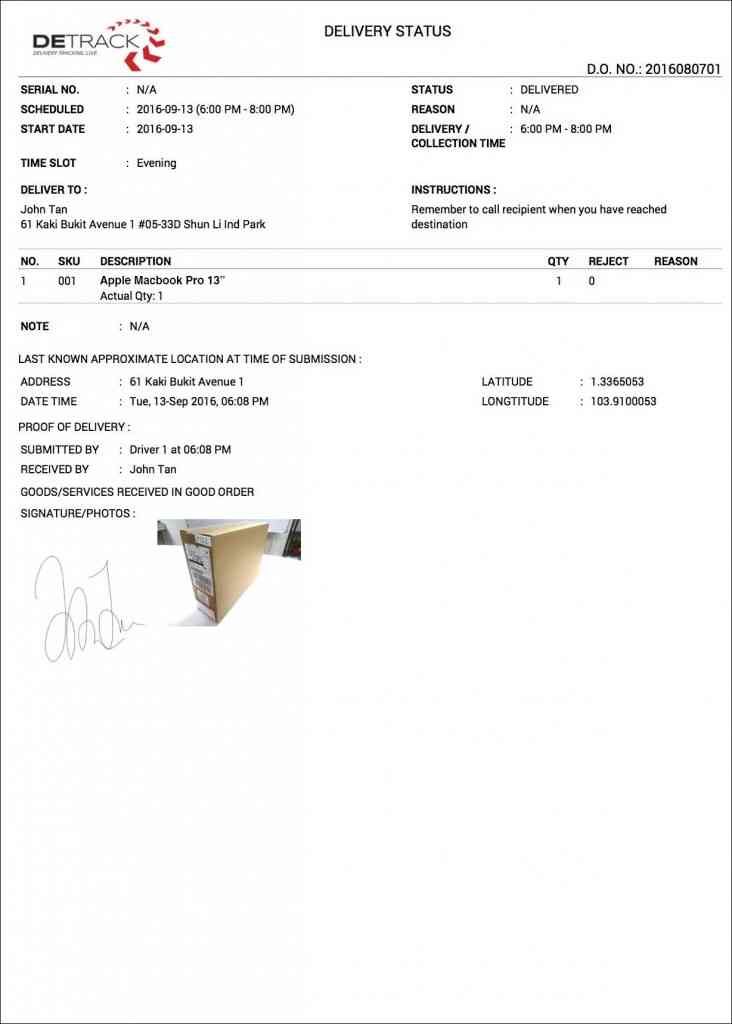 DETRACK
DELIVERY TRACKING. LIVE
DELIVERY STATUS
D.O. NO.: 2016080701
SERIAL NO. : N/A
SCHEDULED : 2016-09-13 (6:00 PM - 8:00 PM)
START DATE : 2016-09-13
TIME SLOT : Evening
STATUS : DELIVERED
REASON : N/A
DELIVERY / : 6:00 PM - 8:00 PM
COLLECTION TIME
DELIVER TO :
John Tan
61 Kaki Bukit Avenue 1 #05-33D Shun Li Ind Park
INSTRUCTIONS :
Remember to call recipient when you have reached
destination
NO. SKU DESCRIPTION QTY REJECT REASON
1 001 Apple Macbook Pro 13" 1 0
Actual Qty: 1
NOTE : N/A
LAST KNOWN APPROXIMATE LOCATION AT TIME OF SUBMISSION :
ADDRESS : 61 Kaki Bukit Avenue 1 LATITUDE : 1.3365053
DATE TIME : Tue, 13-Sep 2016, 06:08 PM LONGTITUDE : 103.9100053
PROOF OF DELIVERY :
SUBMITTED BY : Driver 1 at 06:08 PM
RECEIVED BY : John Tan
GOODS/SERVICES RECEIVED IN GOOD ORDER
SIGNATURE/PHOTOS :